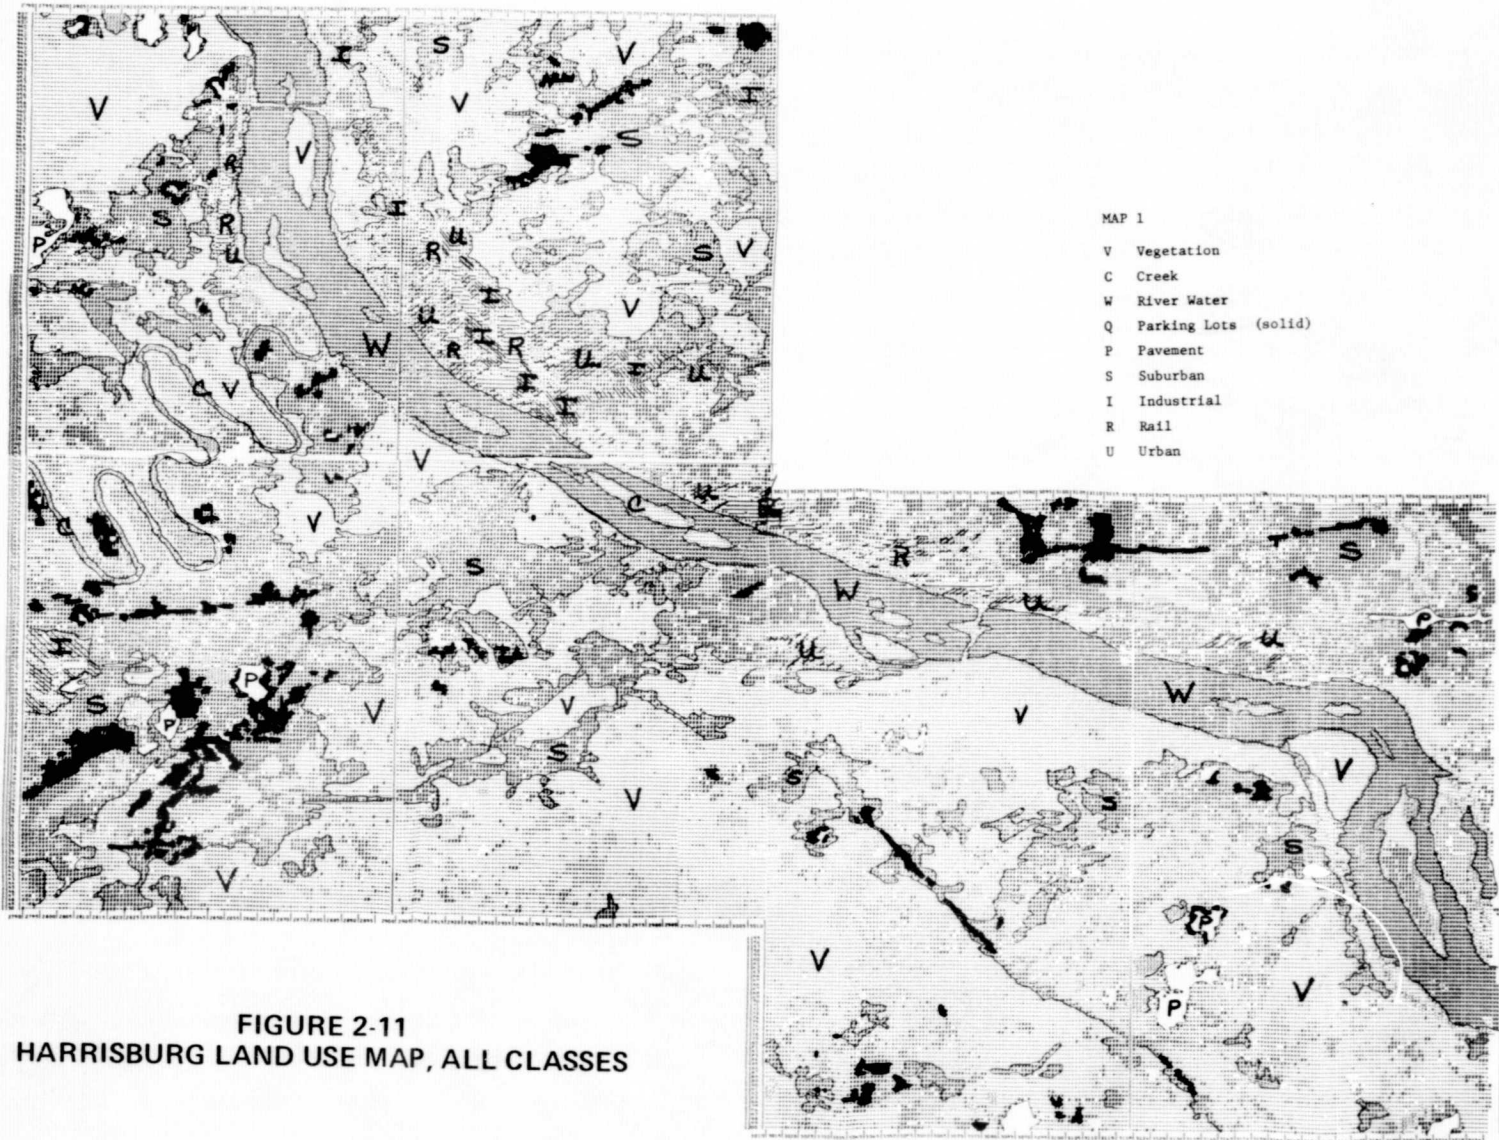 I S V
V V I
S
R V
S I
P R U R U S V
I
U I V
W R I R U I U
I
C V I
C
V
C V C U
S R S
W U S
I U P
U
P W
S P V V V
S V
V S S
V
V S
V P
V
P
MAP 1
V Vegetation
C Creek
W River Water
Q Parking Lots (solid)
P Pavement
S Suburban
I Industrial
R Rail
U Urban
FIGURE 2-11
HARRISBURG LAND USE MAP, ALL CLASSES